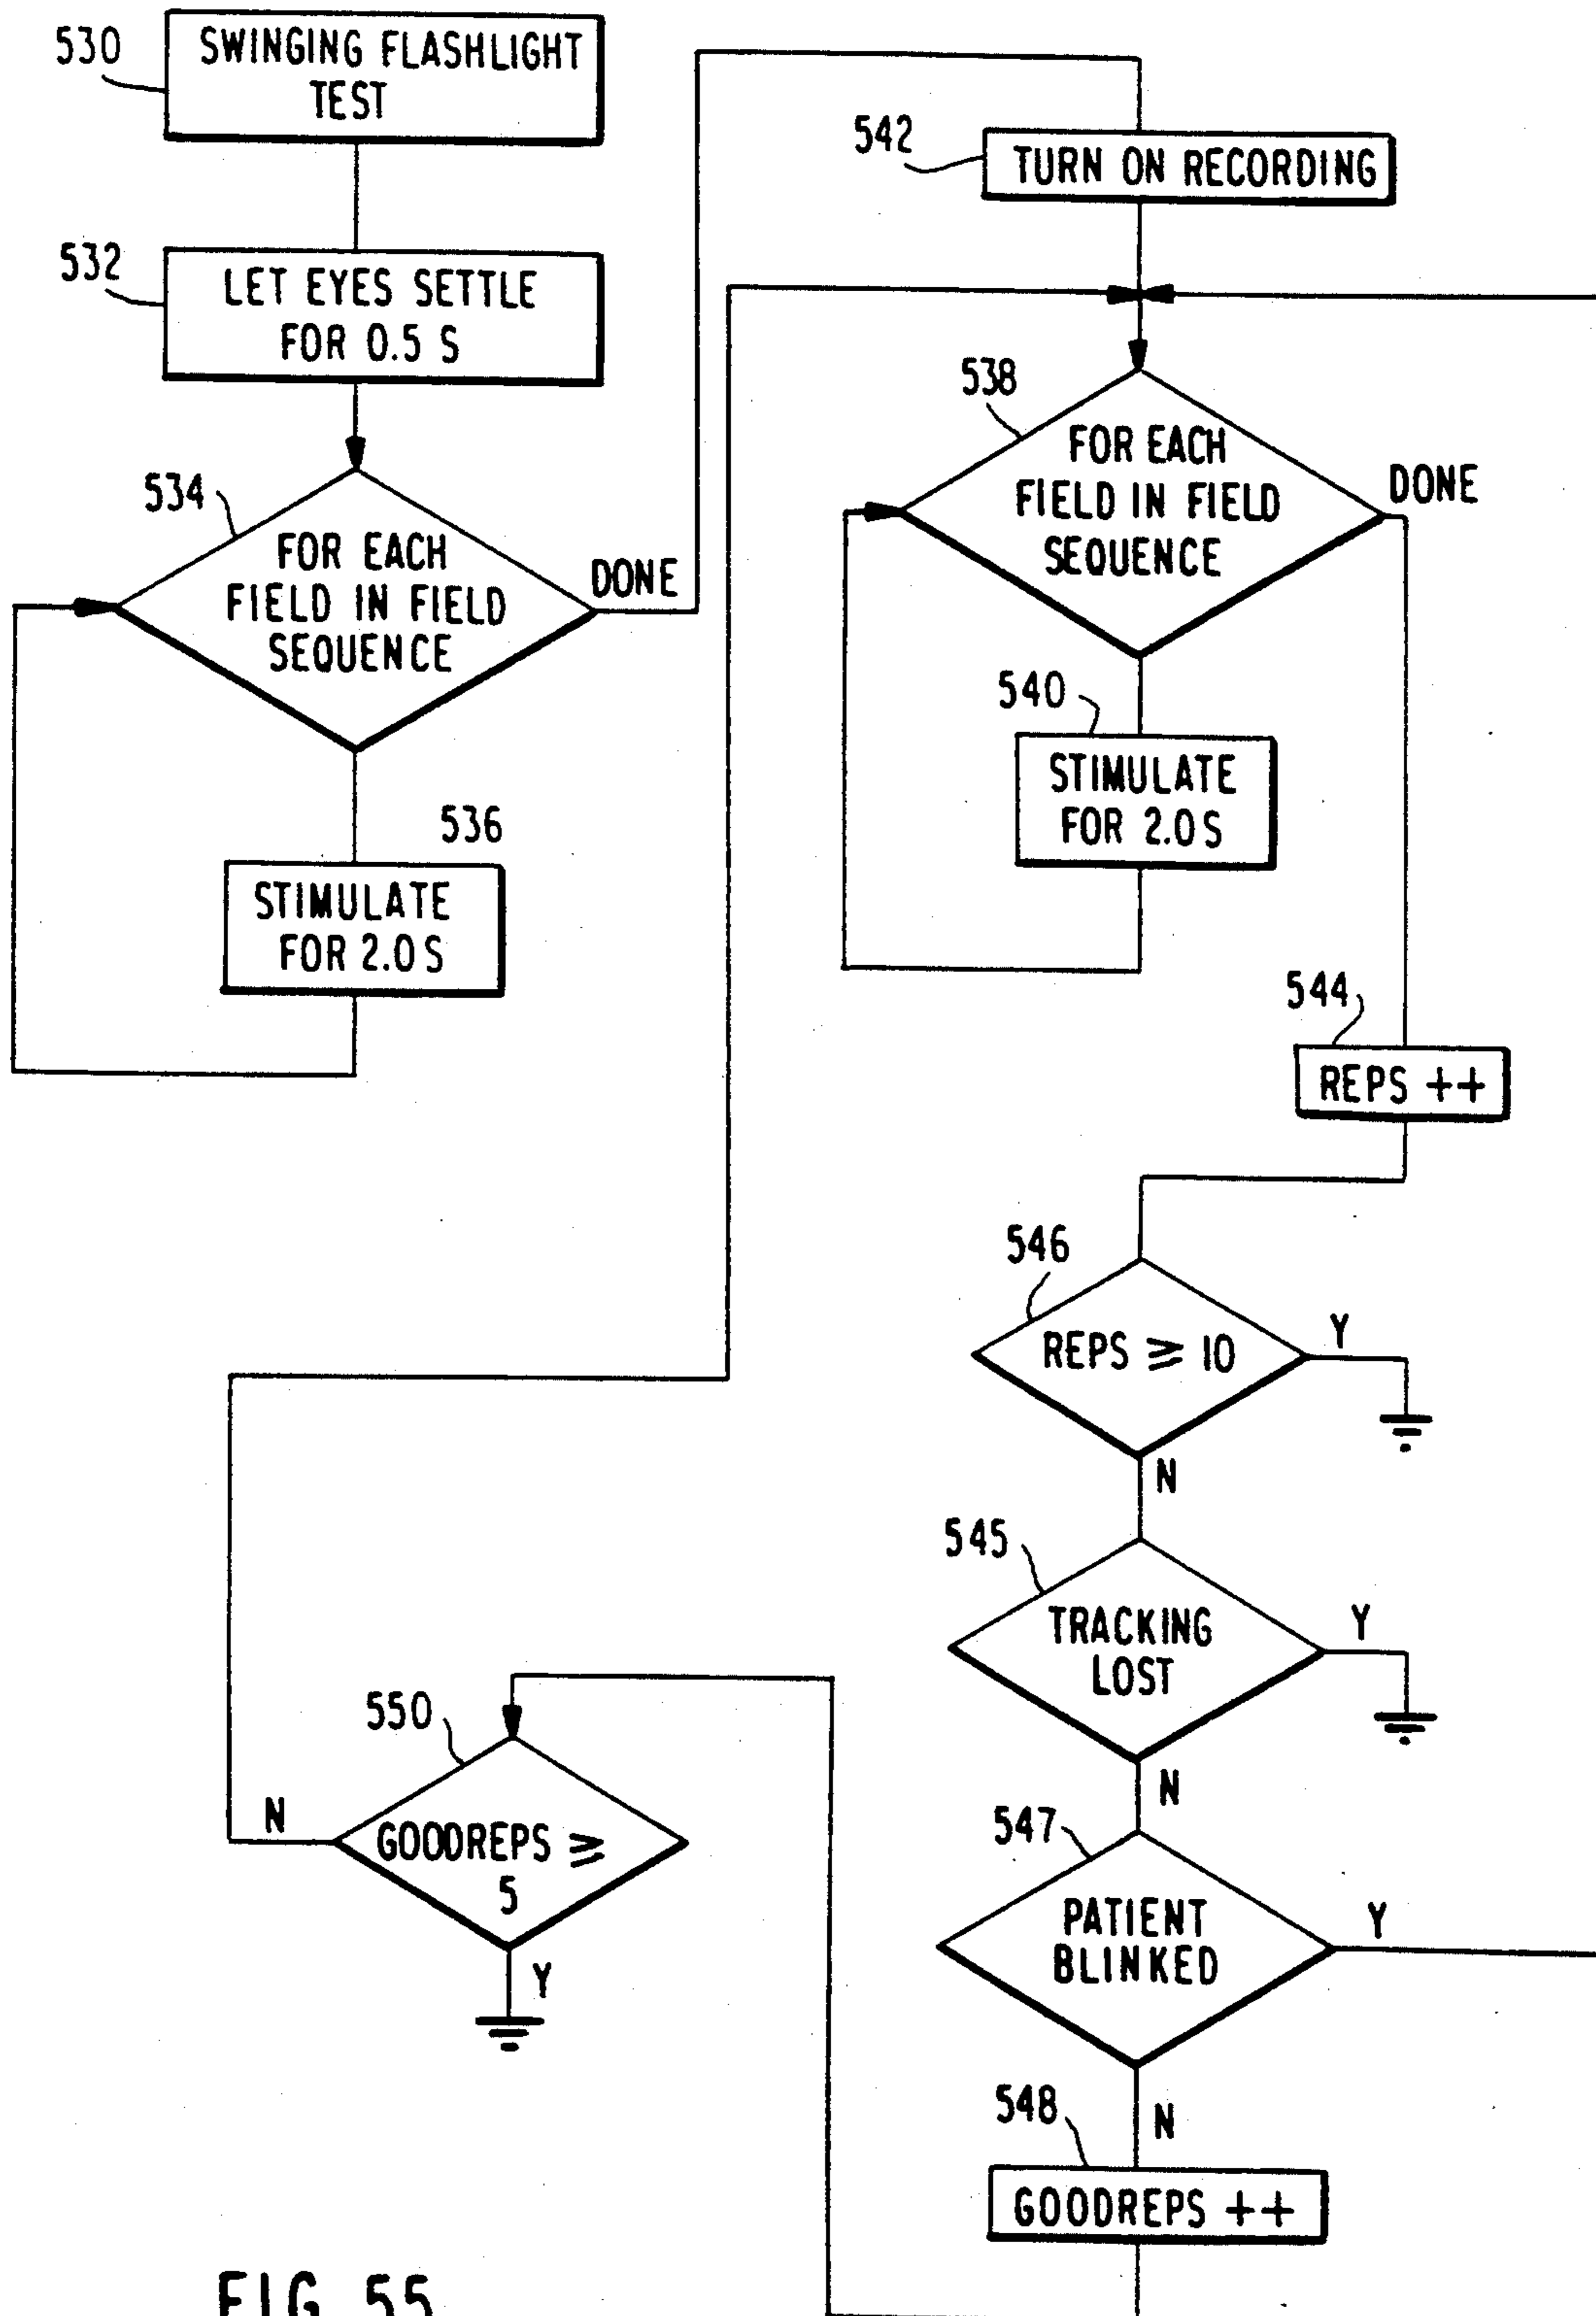 530
SWINGING FLASHLIGHT
TEST
532
LET EYES SETTLE
FOR 0.5 S
534
FOR EACH
FIELD IN FIELD
SEQUENCE
DONE
536
STIMULATE
FOR 2.0 S
542
TURN ON RECORDING
538
FOR EACH
FIELD IN FIELD
SEQUENCE
DONE
540
STIMULATE
FOR 2.0 S
544
REPS ++
546
REPS ≥ 10
Y
N
545
TRACKING
LOST
Y
N
547
PATIENT
BLINKED
Y
N
548
GOODREPS ++
550
GOODREPS ≥
5
N
Y
FIG 55